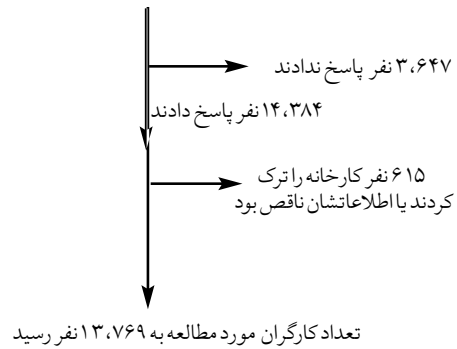 ۳،۶۴۷ نفر پاسخ ندادند
۱۴،۳۸۴ نفر پاسخ دادند
۶۱۵ نفر کارخانه را ترک
کردند یا اطلاعاتشان ناقص بود
تعداد کارگران مورد مطالعه به ۱۳،۷۶۹ نفر رسید